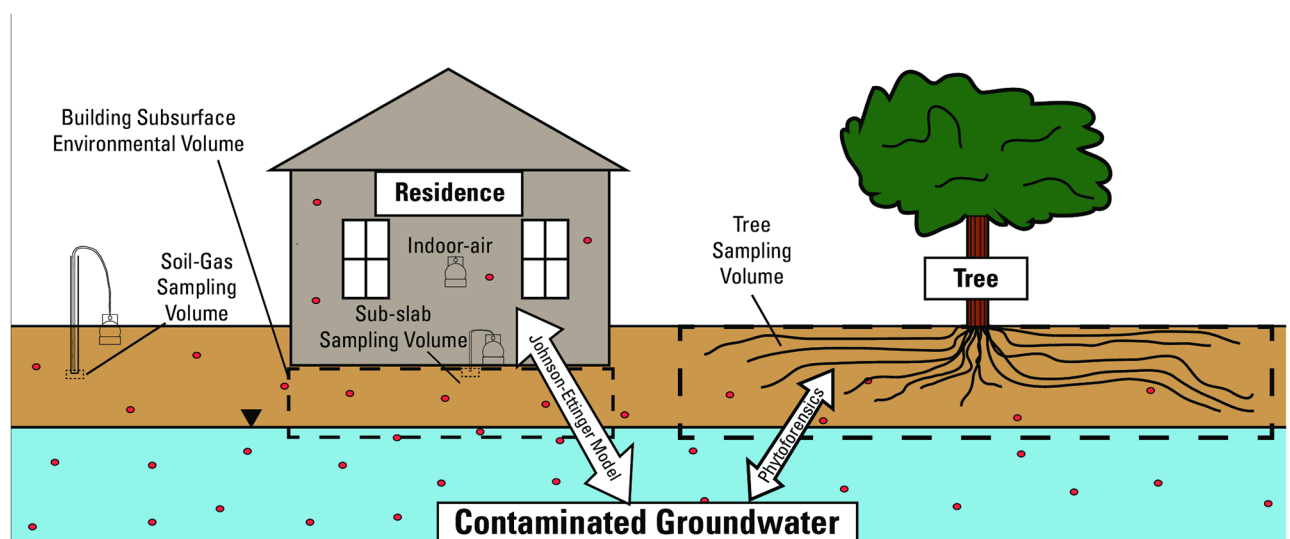 Building Subsurface
Environmental Volume
Soil-Gas
Sampling
Volume
Residence
Indoor-air
Sub-slab
Sampling Volume
Johnson-Ettinger Model
Tree
Sampling
Volume
Tree
Phytoforensics
Contaminated Groundwater